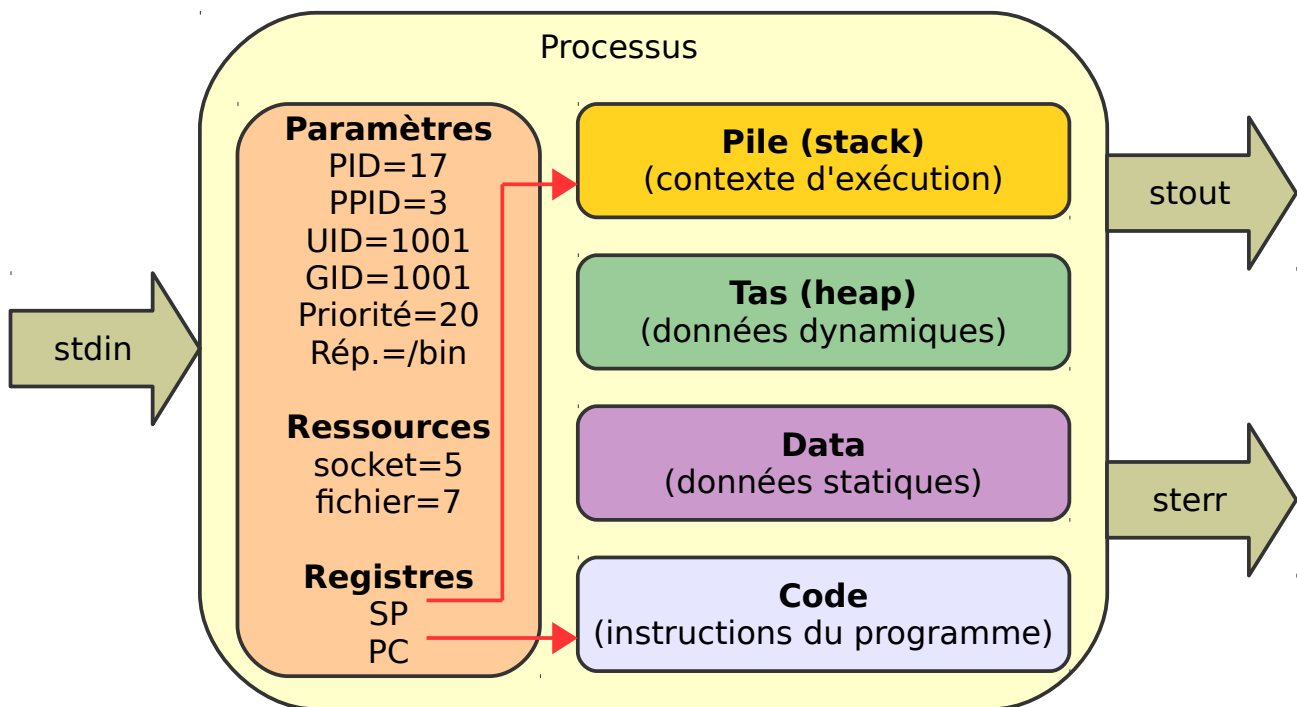 Processus
stdin
Paramètres
PID=17
PPID=3
UID=1001
GID=1001
Priorité=20
Rép.=/bin
Ressources
socket=5
fichier=7
Registres
SP
PC
Pile (stack)
(contexte d'exécution)
Tas (heap)
(données dynamiques)
Data
(données statiques)
Code
(instructions du programme)
stout
sterr